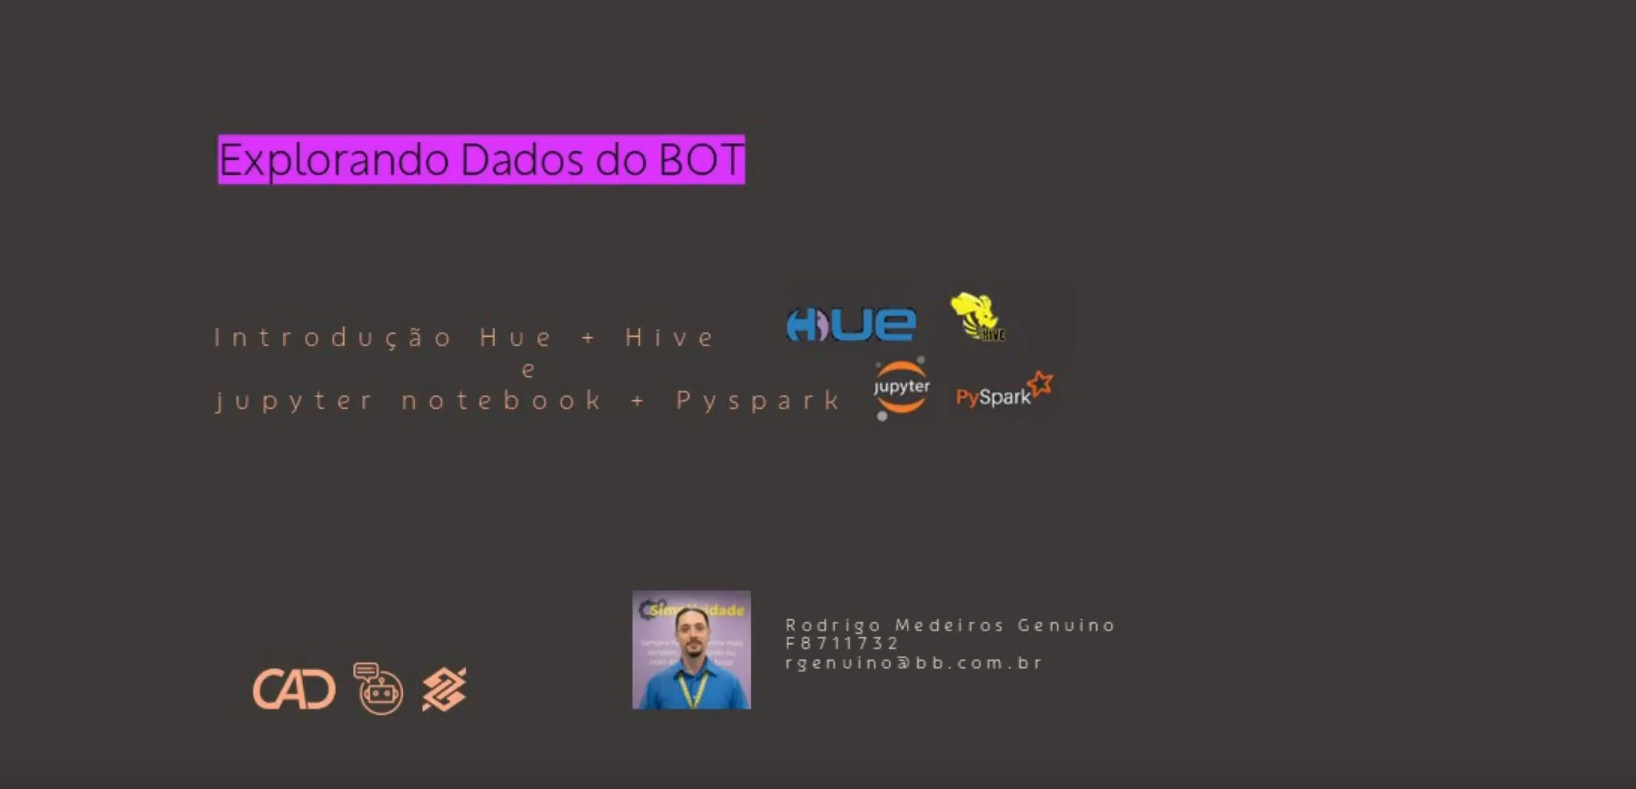 Explorando Dados do BOT
Introdução Hue + Hive
e
jupyter notebook + Pyspark
HUE
HIVE
jupyter
PySpark
Simplicidade
Rodrigo Medeiros Genuino
F8711732
rgenuino@bb.com.br
CAD